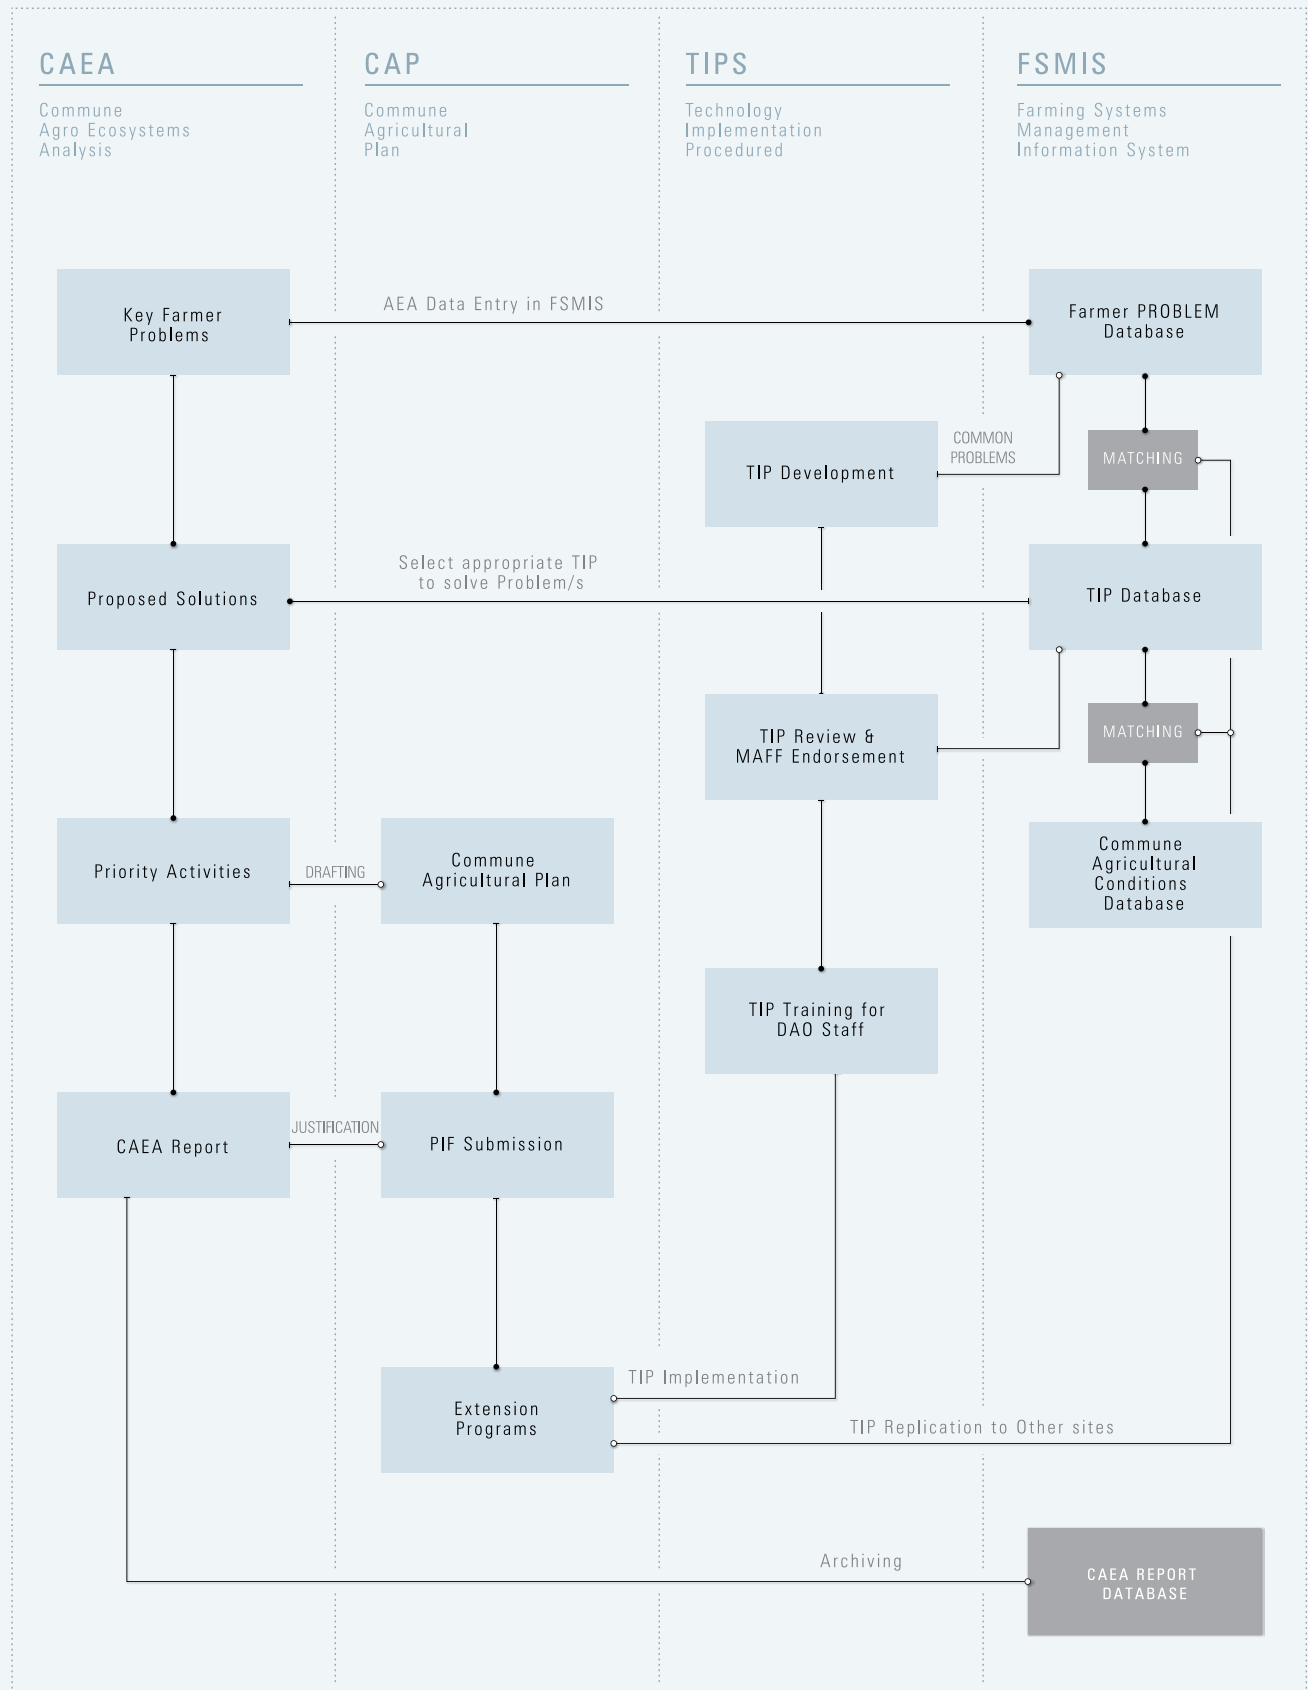 CAEA
Commune
Agro Ecosystems
Analysis
CAP
Commune
Agricultural
Plan
TIPS
Technology
Implementation
Procedured
FSMIS
Farming Systems
Management
Information System
Key Farmer
Problems
AEA Data Entry in FSMIS
Farmer PROBLEM
Database
TIP Development
COMMON
PROBLEMS
MATCHING
Proposed Solutions
Select appropriate TIP
to solve Problem/s
TIP Database
TIP Review &
MAFF Endorsement
MATCHING
Priority Activities
DRAFTING
Commune
Agricultural Plan
Commune
Agricultural
Conditions
Database
TIP Training for
DAO Staff
CAEA Report
JUSTIFICATION
PIF Submission
Extension
Programs
TIP Implementation
TIP Replication to Other sites
Archiving
CAEA REPORT
DATABASE